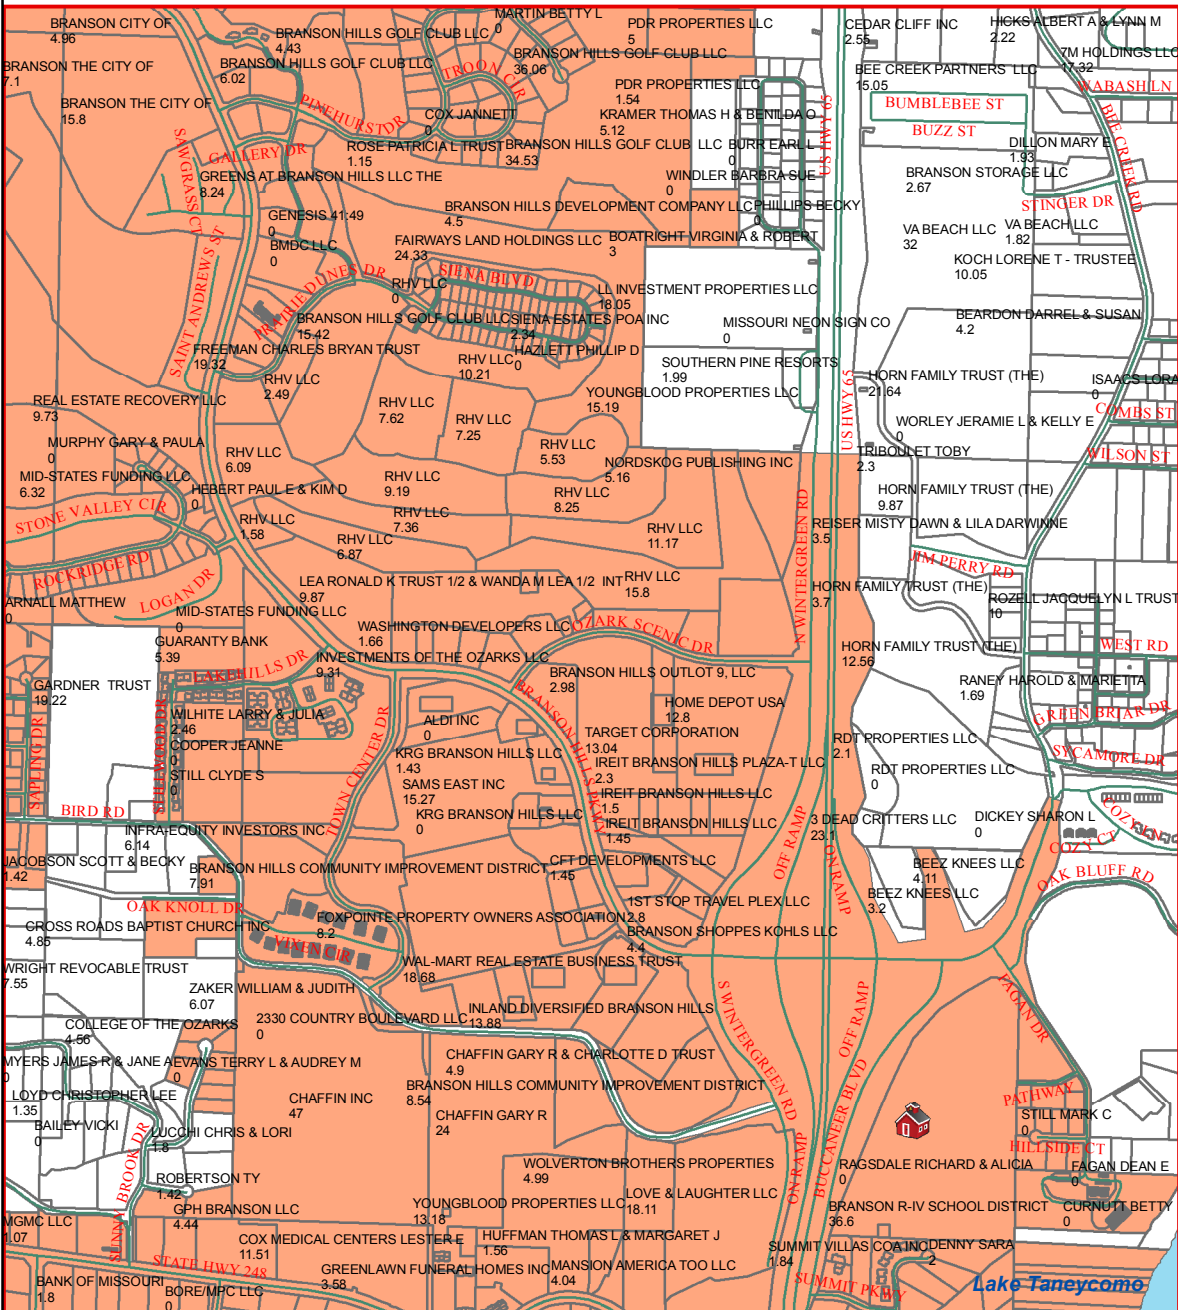 BRANSON CITY OF
4.96
MARTIN BETTY L
0
BRANSON HILLS GOLF CLUB LLC
4.43
PDR PROPERTIES LLC
5
CEDAR CLIFF INC
2.55
HICKS ALBERT A & LYNN M
2.22
7M HOLDINGS LLC
17.32
BRANSON THE CITY OF
7.1
BRANSON HILLS GOLF CLUB LLC
6.02
BRANSON HILLS GOLF CLUB LLC
36.06
TROON CIR
PDR PROPERTIES LLC
1.54
BEE CREEK PARTNERS LLC
15.05
WABASH LN
BUMBLEBEE ST
BUZZ ST
BEE CREEK RD
BRANSON THE CITY OF
15.8
PINEHURST DR
COX JANNETT
0
KRAMER THOMAS H & BENILDA O
5.12
US HWY 65
SAWGRASS CT
GALLERY DR
ROSE PATRICIA L TRUST
1.15
BRANSON HILLS GOLF CLUB LLC
34.53
BURR EARL L
0
DILLON MARY E
1.93
GREENS AT BRANSON HILLS LLC THE
8.24
WINDLER BARBRA SUE
0
BRANSON STORAGE LLC
2.67
STINGER DR
GENESIS 41:49
0
BRANSON HILLS DEVELOPMENT COMPANY LLC
4.5
PHILLIPS BECKY
0
VA BEACH LLC
32
VA BEACH LLC
1.82
BMDC LLC
0
FAIRWAYS LAND HOLDINGS LLC
24.33
BOATRIGHT VIRGINIA & ROBERT
3
KOCH LORENE T - TRUSTEE
10.05
SAINT ANDREWS ST
PRAIRIE DUNES DR
SIENA BLVD
RHV LLC
0
LL INVESTMENT PROPERTIES LLC
18.05
BRANSON HILLS GOLF CLUB LLC
15.42
SIENA ESTATES POA INC
2.34
MISSOURI NEON SIGN CO
0
BEARDON DARREL & SUSAN
4.2
FREEMAN CHARLES BRYAN TRUST
19.32
RHV LLC
10.21
HAZLETT PHILLIP D
0
SOUTHERN PINE RESORTS
1.99
RHV LLC
2.49
HORN FAMILY TRUST (THE)
21.64
ISAACS LORA
0
REAL ESTATE RECOVERY LLC
9.73
RHV LLC
7.62
RHV LLC
7.25
YOUNGBLOOD PROPERTIES LLC
15.19
US HWY 65
COMBS ST
WORLEY JERAMIE L & KELLY E
0
MURPHY GARY & PAULA
0
RHV LLC
6.09
RHV LLC
5.53
TRIBOULET TOBY
2.3
WILSON ST
MID-STATES FUNDING LLC
6.32
HEBERT PAUL E & KIM D
0
RHV LLC
9.19
NORDSKOG PUBLISHING INC
5.16
RHV LLC
8.25
HORN FAMILY TRUST (THE)
9.87
STONE VALLEY CIR
RHV LLC
1.58
RHV LLC
7.36
RHV LLC
6.87
RHV LLC
11.17
N WINTERGREEN RD
REISER MISTY DAWN & LILA DARWINNE
3.5
ROCKRIDGE RD
LOGAN DR
JIM PERRY RD
LEA RONALD K TRUST 1/2 & WANDA M LEA 1/2 INT
9.87
RHV LLC
15.8
HORN FAMILY TRUST (THE)
3.7
ROZELL JACQUELYN L TRUST
10
ARNALL MATTHEW
0
MID-STATES FUNDING LLC
0
WASHINGTON DEVELOPERS LLC
1.66
OZARK SCENIC DR
GUARANTY BANK
5.39
LAKEHILLS DR
INVESTMENTS OF THE OZARKS LLC
9.31
HORN FAMILY TRUST (THE)
12.56
WEST RD
GARDNER TRUST
19.22
BRANSON HILLS OUTLOT 9, LLC
2.98
RANEY HAROLD & MARIETTA
1.69
WILHITE LARRY & JULIA
2.46
ALDI INC
0
HOME DEPOT USA
12.8
GREEN BRIAR DR
SAPLING DR
TOWN CENTER DR
BRANSON HILLS PKWY
COOPER JEANNE
0
KRG BRANSON HILLS LLC
1.43
TARGET CORPORATION
13.04
RDT PROPERTIES LLC
2.1
SYCAMORE DR
STILL CLYDE S
0
SAMS EAST INC
15.27
IREIT BRANSON HILLS PLAZA-T LLC
2.3
RDT PROPERTIES LLC
0
BIRD RD
KRG BRANSON HILLS LLC
0
IREIT BRANSON HILLS LLC
1.5
IREIT BRANSON HILLS LLC
1.45
OFF RAMP
ON RAMP
3 DEAD CRITTERS LLC
23.1
DICKEY SHARON L
0
COZY LN
COZY CT
INFRA-EQUITY INVESTORS INC
6.14
JACOBSON SCOTT & BECKY
1.42
BRANSON HILLS COMMUNITY IMPROVEMENT DISTRICT
7.91
CFT DEVELOPMENTS LLC
1.45
BEEZ KNEES LLC
4.11
OAK BLUFF RD
BEEZ KNEES LLC
3.2
OAK KNOLL DR
1ST STOP TRAVEL PLEX LLC
2.8
CROSS ROADS BAPTIST CHURCH INC
4.85
FOXPOINTE PROPERTY OWNERS ASSOCIATION
8.2
BRANSON SHOPPES KOHLS LLC
4.4
VIXEN CIR
WRIGHT REVOCABLE TRUST
7.55
WAL-MART REAL ESTATE BUSINESS TRUST
18.68
ZAKER WILLIAM & JUDITH
6.07
S WINTERGREEN RD
OFF RAMP
FAGAN DR
COLLEGE OF THE OZARKS
4.56
2330 COUNTRY BOULEVARD LLC
0
INLAND DIVERSIFIED BRANSON HILLS
13.88
MYERS JAMES R & JANE A
0
EVANS TERRY L & AUDREY M
0
CHAFFIN GARY R & CHARLOTTE D TRUST
4.9
BUCCANEER BLVD
LOYD CHRISTOPHER LEE
1.35
CHAFFIN INC
47
BRANSON HILLS COMMUNITY IMPROVEMENT DISTRICT
8.54
PATHWAY
BAILEY VICKI
0
CHAFFIN GARY R
24
STILL MARK C
0
LUCCHI CHRIS & LORI
1.8
HILLSIDE CT
SUNNY BROOK DR
ROBERTSON TY
1.42
WOLVERTON BROTHERS PROPERTIES
4.99
ON RAMP
RAGSDALE RICHARD & ALICIA
0
FAGAN DEAN E
0
GPH BRANSON LLC
4.44
YOUNGBLOOD PROPERTIES LLC
13.18
LOVE & LAUGHTER LLC
18.11
BRANSON R-IV SCHOOL DISTRICT
36.6
CURNUTT BETTY
0
MGMC LLC
1.07
COX MEDICAL CENTERS LESTER E
11.51
HUFFMAN THOMAS L & MARGARET J
1.56
SUMMIT VILLAS COA INC
1.84
DENNY SARA
2
STATE HWY 248
BANK OF MISSOURI
1.8
GREENLAWN FUNERAL HOMES INC
3.58
MANSION AMERICA TOO LLC
4.04
SUMMIT PKWY
Lake Taneycomo
BORE/MPC LLC
0